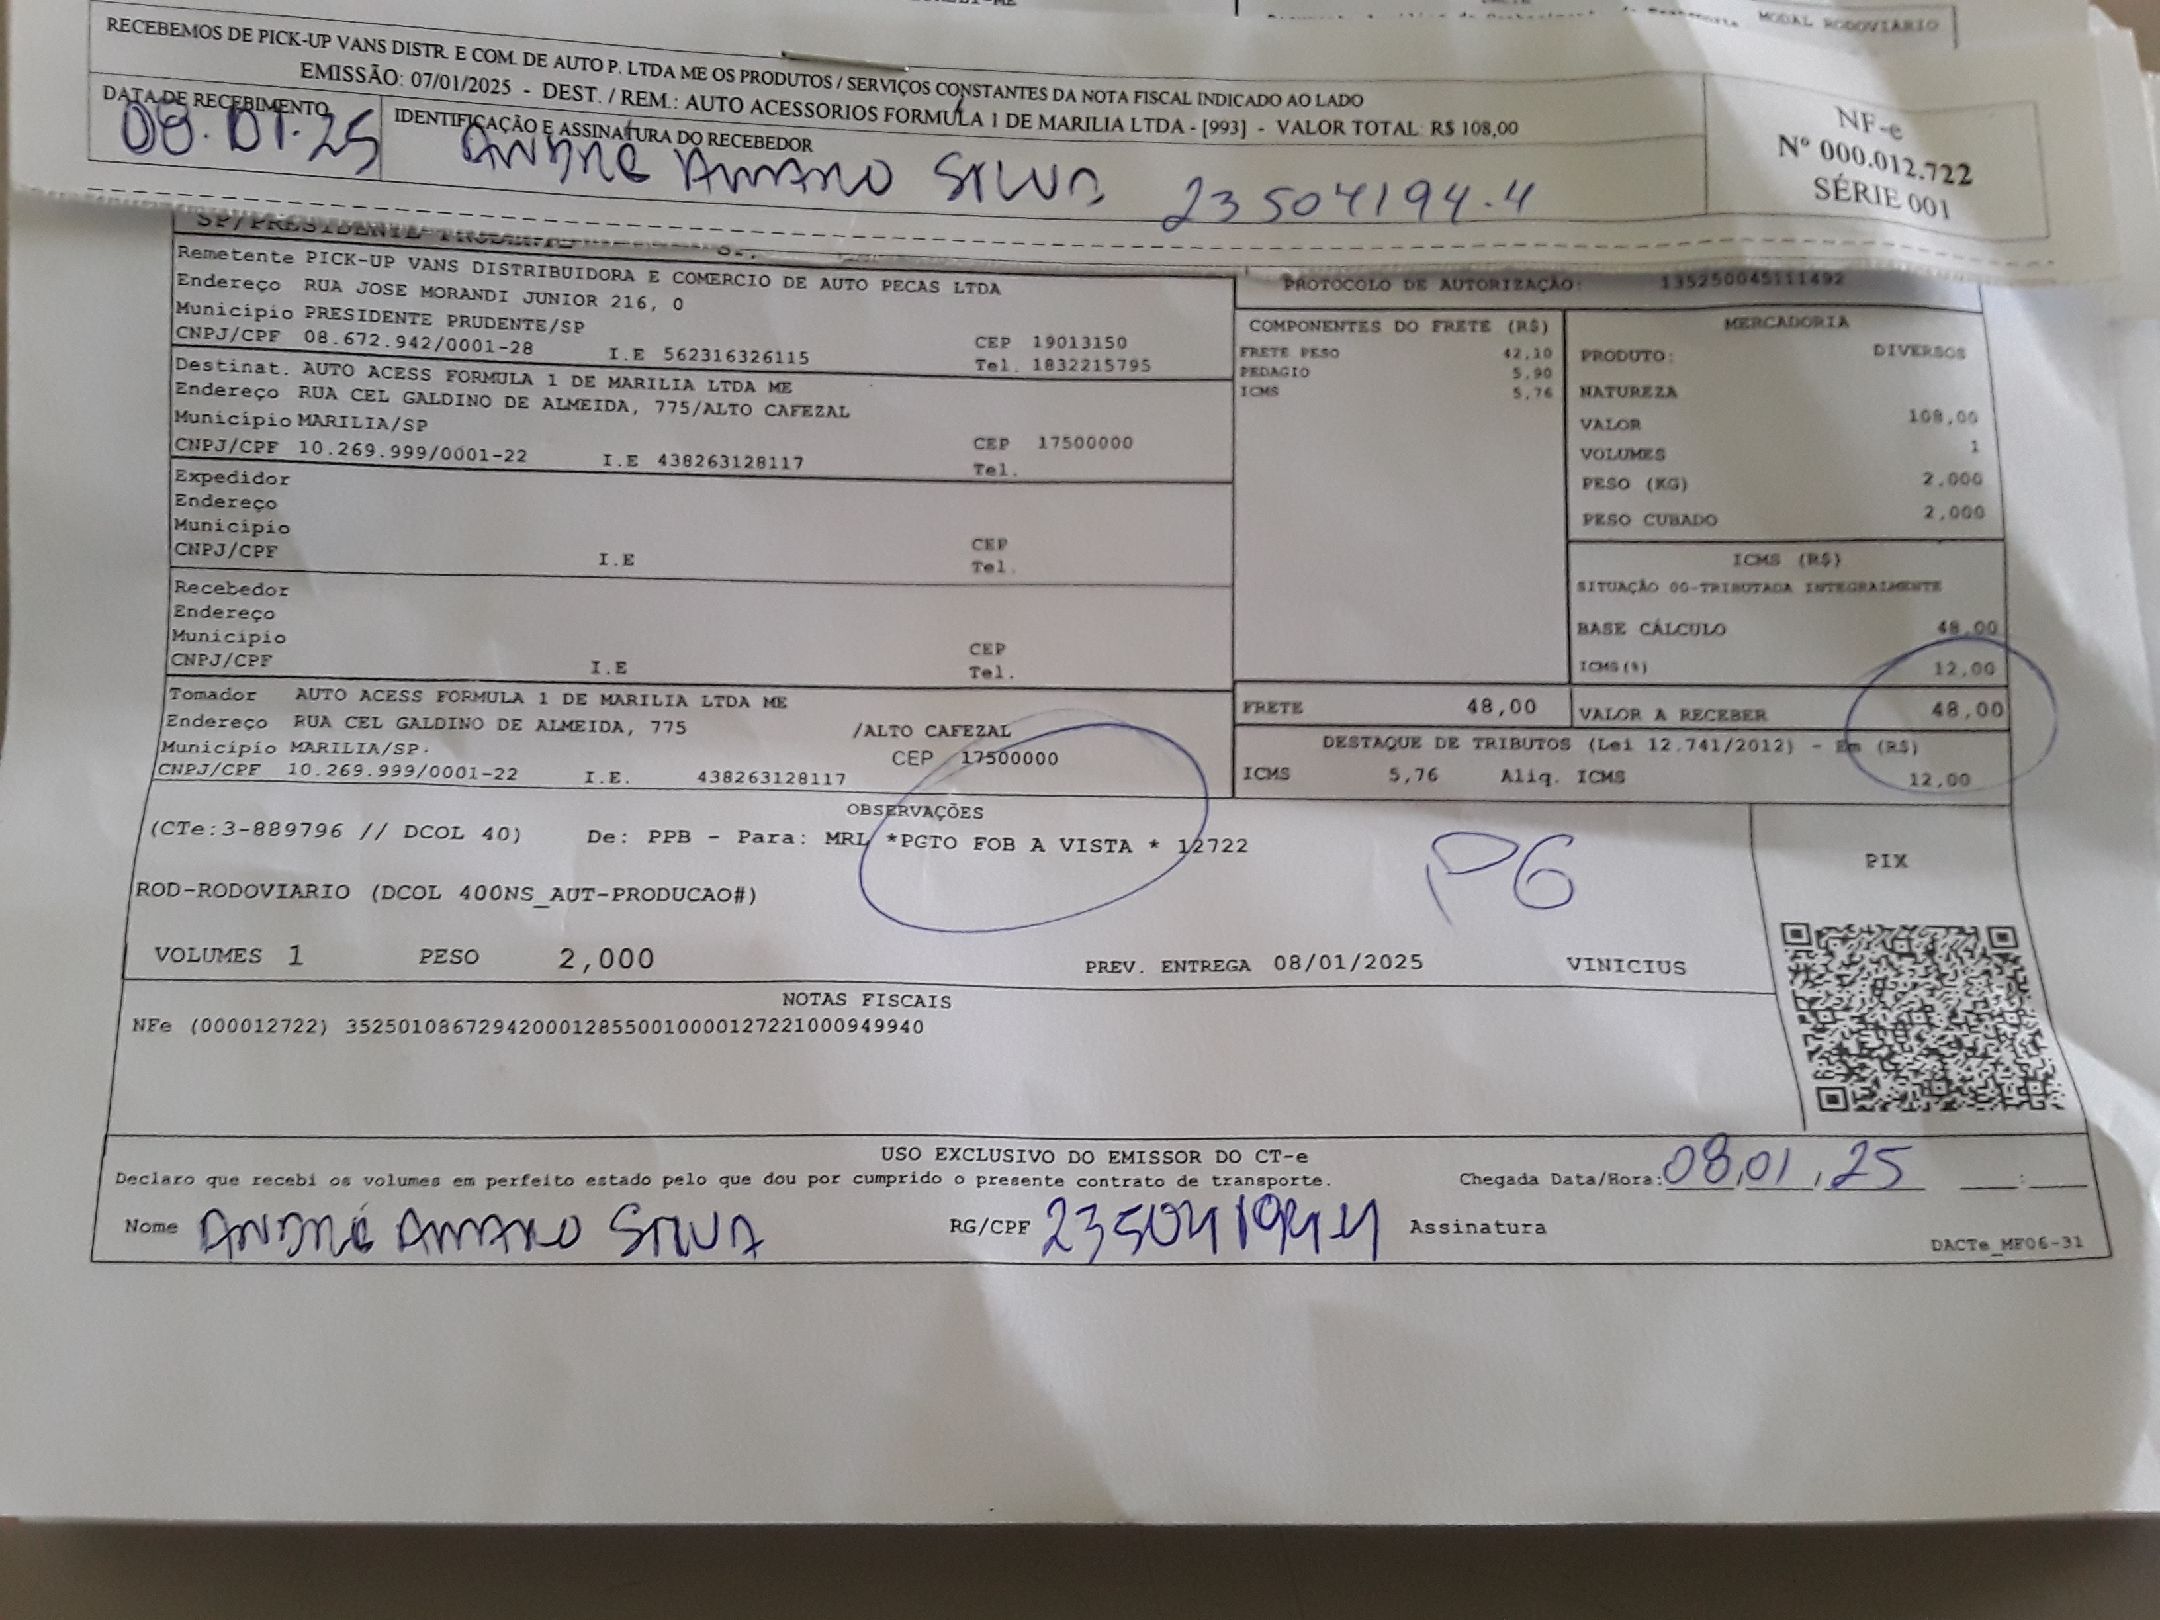 MODAL RODOVIÁRIO
RECEBEMOS DE PICK-UP VANS DISTR. E COM. DE AUTO P. LTDA ME OS PRODUTOS / SERVIÇOS CONSTANTES DA NOTA FISCAL INDICADO AO LADO
EMISSÃO: 07/01/2025 - DEST. / REM.: AUTO ACESSORIOS FORMULA 1 DE MARILIA LTDA - [993] - VALOR TOTAL: R$ 108,00
DATA DE RECEBIMENTO
08.01.25
IDENTIFICAÇÃO E ASSINATURA DO RECEBEDOR
ANDRÉ AMARO SILVA 23504194-4
NF-e
Nº 000.012.722
SÉRIE 001
SP/PRESIDENTE
Remetente PICK-UP VANS DISTRIBUIDORA E COMERCIO DE AUTO PECAS LTDA
Endereço RUA JOSE MORANDI JUNIOR 216, 0
Município PRESIDENTE PRUDENTE/SP CEP 19013150
CNPJ/CPF 08.672.942/0001-28 I.E 562316326115 Tel. 1832215795
Destinat. AUTO ACESS FORMULA 1 DE MARILIA LTDA ME
Endereço RUA CEL GALDINO DE ALMEIDA, 775/ALTO CAFEZAL
Município MARILIA/SP CEP 17500000
CNPJ/CPF 10.269.999/0001-22 I.E 438263128117 Tel.
Expedidor
Endereço
Município CEP
CNPJ/CPF I.E Tel.
Recebedor
Endereço
Município CEP
CNPJ/CPF I.E Tel.
Tomador AUTO ACESS FORMULA 1 DE MARILIA LTDA ME
Endereço RUA CEL GALDINO DE ALMEIDA, 775 /ALTO CAFEZAL
Município MARILIA/SP. CEP 17500000
CNPJ/CPF 10.269.999/0001-22 I.E. 438263128117
PROTOCOLO DE AUTORIZAÇÃO: 135250045111492
COMPONENTES DO FRETE (R$)
FRETE PESO 42,10
PEDAGIO 5,90
ICMS 5,76
MERCADORIA
PRODUTO: DIVERSOS
NATUREZA
VALOR 108,00
VOLUMES 1
PESO (KG) 2,000
PESO CUBADO 2,000
ICMS (R$)
SITUAÇÃO 00-TRIBUTADA INTEGRALMENTE
BASE CÁLCULO 48,00
ICMS(%) 12,00
FRETE 48,00 VALOR A RECEBER 48,00
DESTAQUE DE TRIBUTOS (Lei 12.741/2012) - Em (R$)
ICMS 5,76 Aliq. ICMS 12,00
OBSERVAÇÕES
(CTe:3-889796 // DCOL 40) De: PPB - Para: MRL *PGTO FOB A VISTA * 12722
PG
ROD-RODOVIARIO (DCOL 400NS_AUT-PRODUCAO#)
VOLUMES 1 PESO 2,000 PREV. ENTREGA 08/01/2025 VINICIUS
PIX
NOTAS FISCAIS
NFe (000012722) 35250108672942000128550010000127221000949940
USO EXCLUSIVO DO EMISSOR DO CT-e
Declaro que recebi os volumes em perfeito estado pelo que dou por cumprido o presente contrato de transporte. Chegada Data/Hora: 08,01,25 ___:___
Nome ANDRÉ AMARO SILVA RG/CPF 23504194-4 Assinatura
DACTe_MF06-31